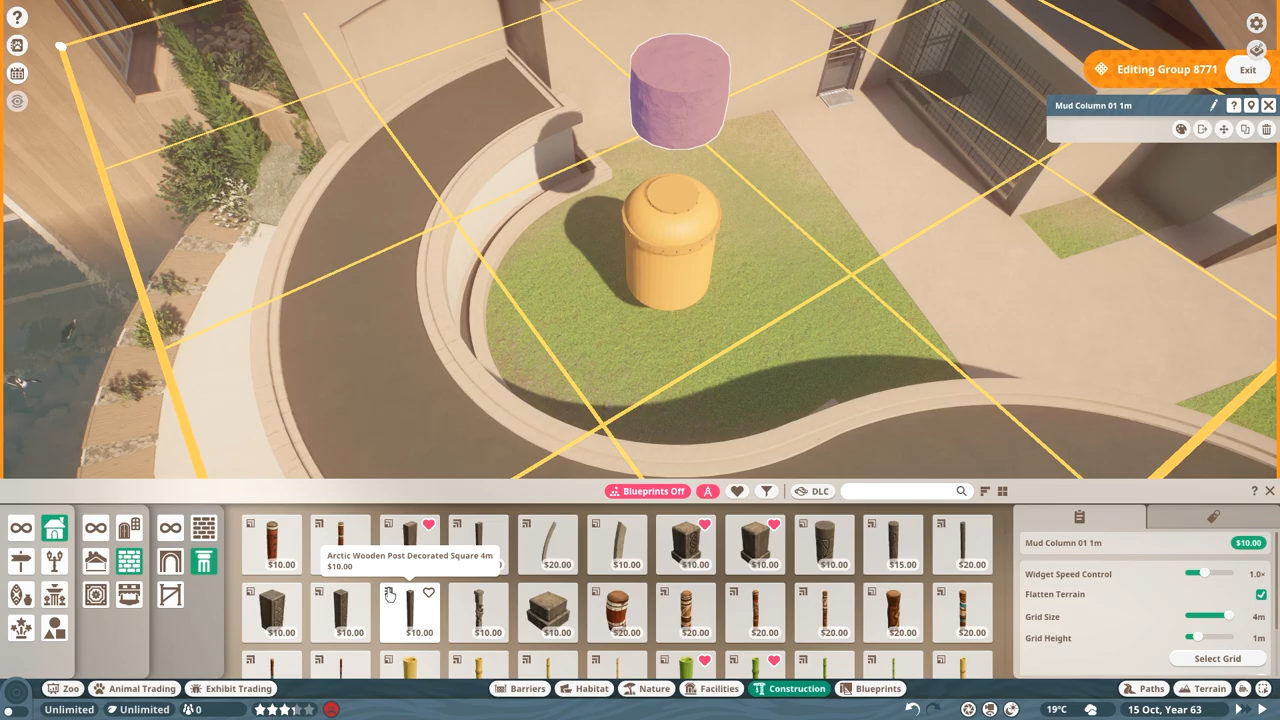 Editing Group 8771
Exit
Mud Column 01 1m
Blueprints Off
DLC
$10.00
$20.00
$10.00
$10.00
$10.00
$10.00
$15.00
$20.00
Arctic Wooden Post Decorated Square 4m
$10.00
$10.00
$10.00
$10.00
$10.00
$10.00
$20.00
$20.00
$20.00
$20.00
$20.00
$20.00
Mud Column 01 1m
$10.00
Widget Speed Control
1.0×
Flatten Terrain
Grid Size
4m
Grid Height
1m
Select Grid
Zoo
Animal Trading
Exhibit Trading
Barriers
Habitat
Nature
Facilities
Construction
Blueprints
Paths
Terrain
Unlimited
Unlimited
0
19°C
15 Oct, Year 63